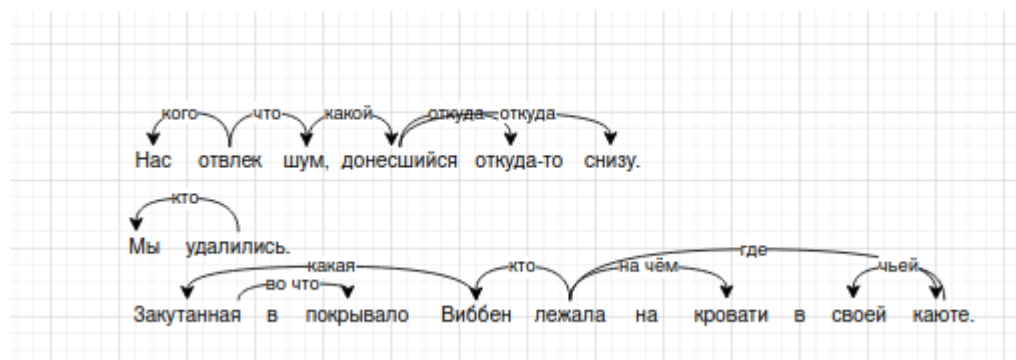 кого что какой откуда откуда
Нас отвлек шум, донесшийся откуда-то снизу.
кто
Мы удалились.
где
какая кто на чём чьей
во что
Закутанная в покрывало Виббен лежала на кровати в своей каюте.